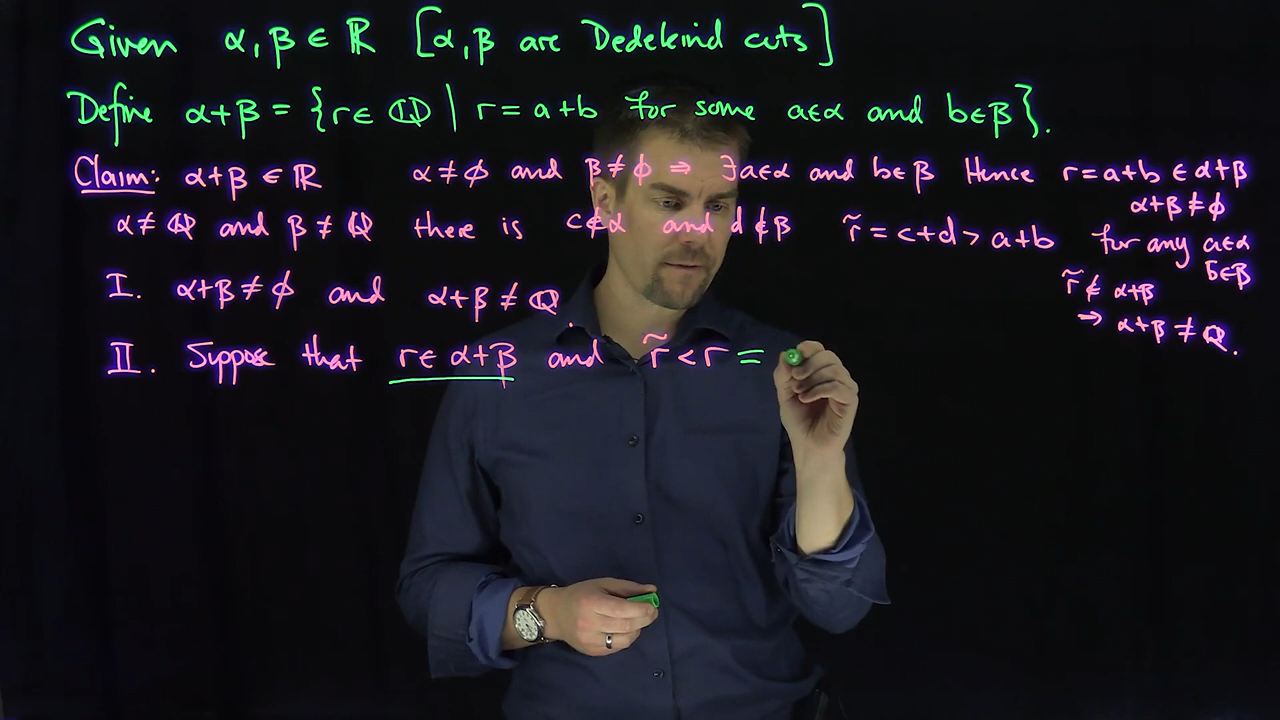 Given α, β ∈ ℝ [α, β are Dedekind cuts]
Define α+β = {r ∈ ℚ | r = a+b for some a∈α and b∈β}.
Claim: α+β ∈ ℝ α ≠ ϕ and β ≠ ϕ ⇒ ∃a∈α and b∈β Hence r=a+b ∈ α+β
α+β ≠ ϕ
α ≠ ℚ and β ≠ ℚ there is c∉α and d∉β r̃ = c+d > a+b for any a∈α
b∈β
r̃ ∉ α+β
⇒ α+β ≠ ℚ.
I. α+β ≠ ϕ and α+β ≠ ℚ.
II. Suppose that r∈ α+β and r̃ < r =